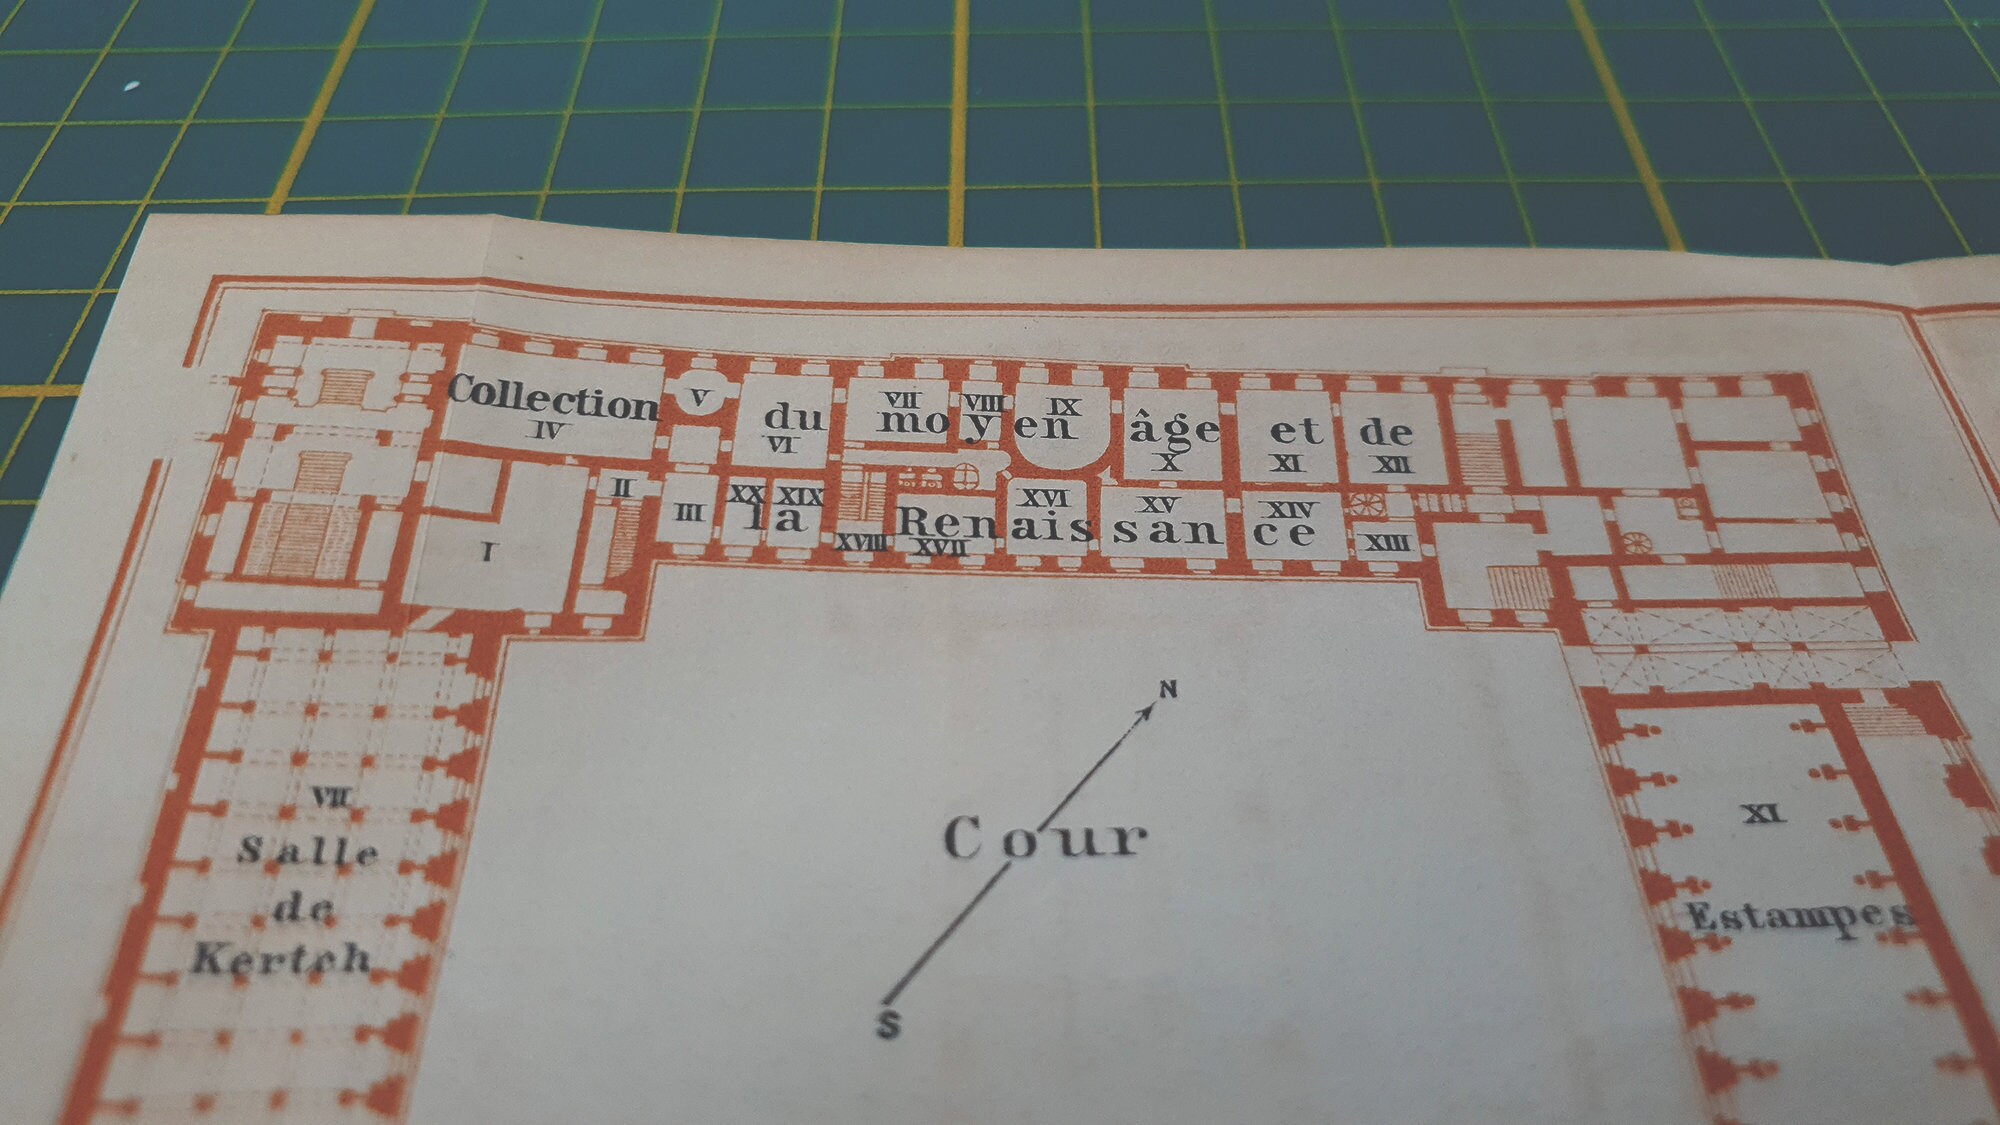 Collection du moyen âge et de
IV V VI VII VIII IX X XI XII
I II III XX XIX XVIII XVII XVI XV XIV XIII
la Renaissance
N
Cour
S
VII
Salle
de
Kertch
XI
Estampes